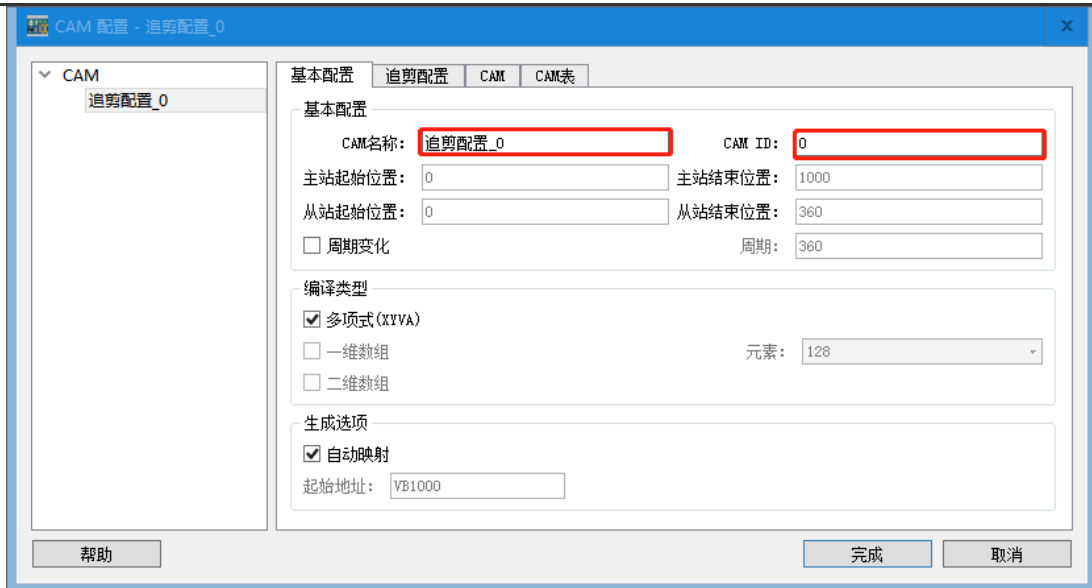 CAM 配置 - 追剪配置_0
x
CAM
追剪配置_0
基本配置 追剪配置 CAM CAM表
基本配置
CAM名称: 追剪配置_0 CAM ID: 0
主站起始位置: 0 主站结束位置: 1000
从站起始位置: 0 从站结束位置: 360
周期变化 周期: 360
编译类型
多项式(XYVA)
一维数组 元素: 128
二维数组
生成选项
自动映射
起始地址: VB1000
帮助 完成 取消